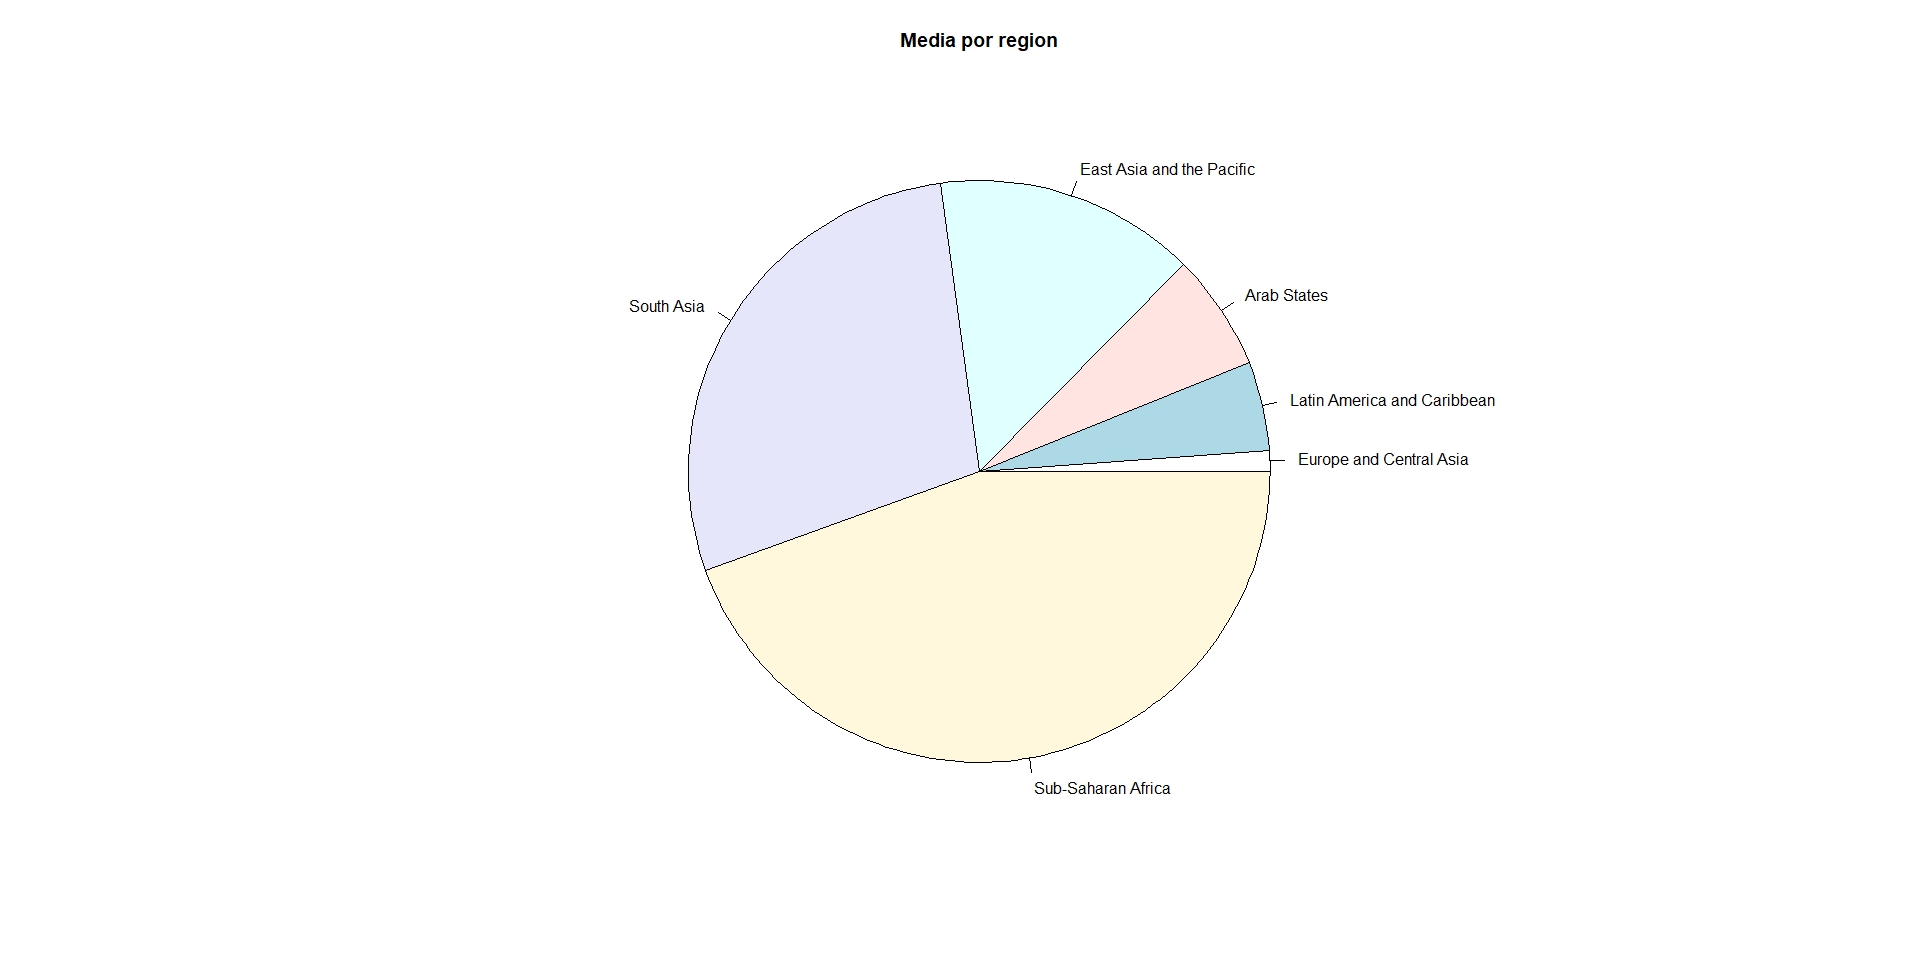 Media por region
East Asia and the Pacific
Arab States
South Asia
Latin America and Caribbean
Europe and Central Asia
Sub-Saharan Africa